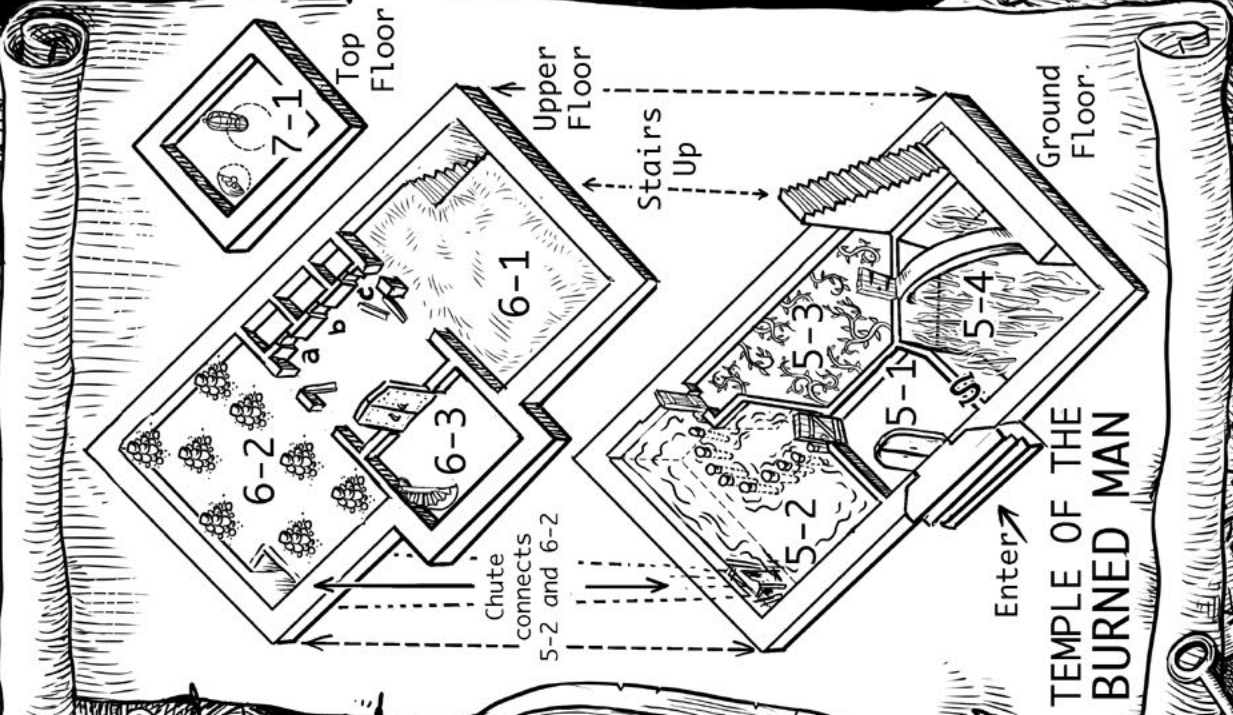 7-1
Top
Floor
6-2
a
b
c
6-3
6-1
Upper
Floor
Chute
connects
5-2 and 6-2
Stairs
Up
5-2
5-3
5-1
5-4
S
Enter
Ground
Floor.
TEMPLE OF THE
BURNED MAN